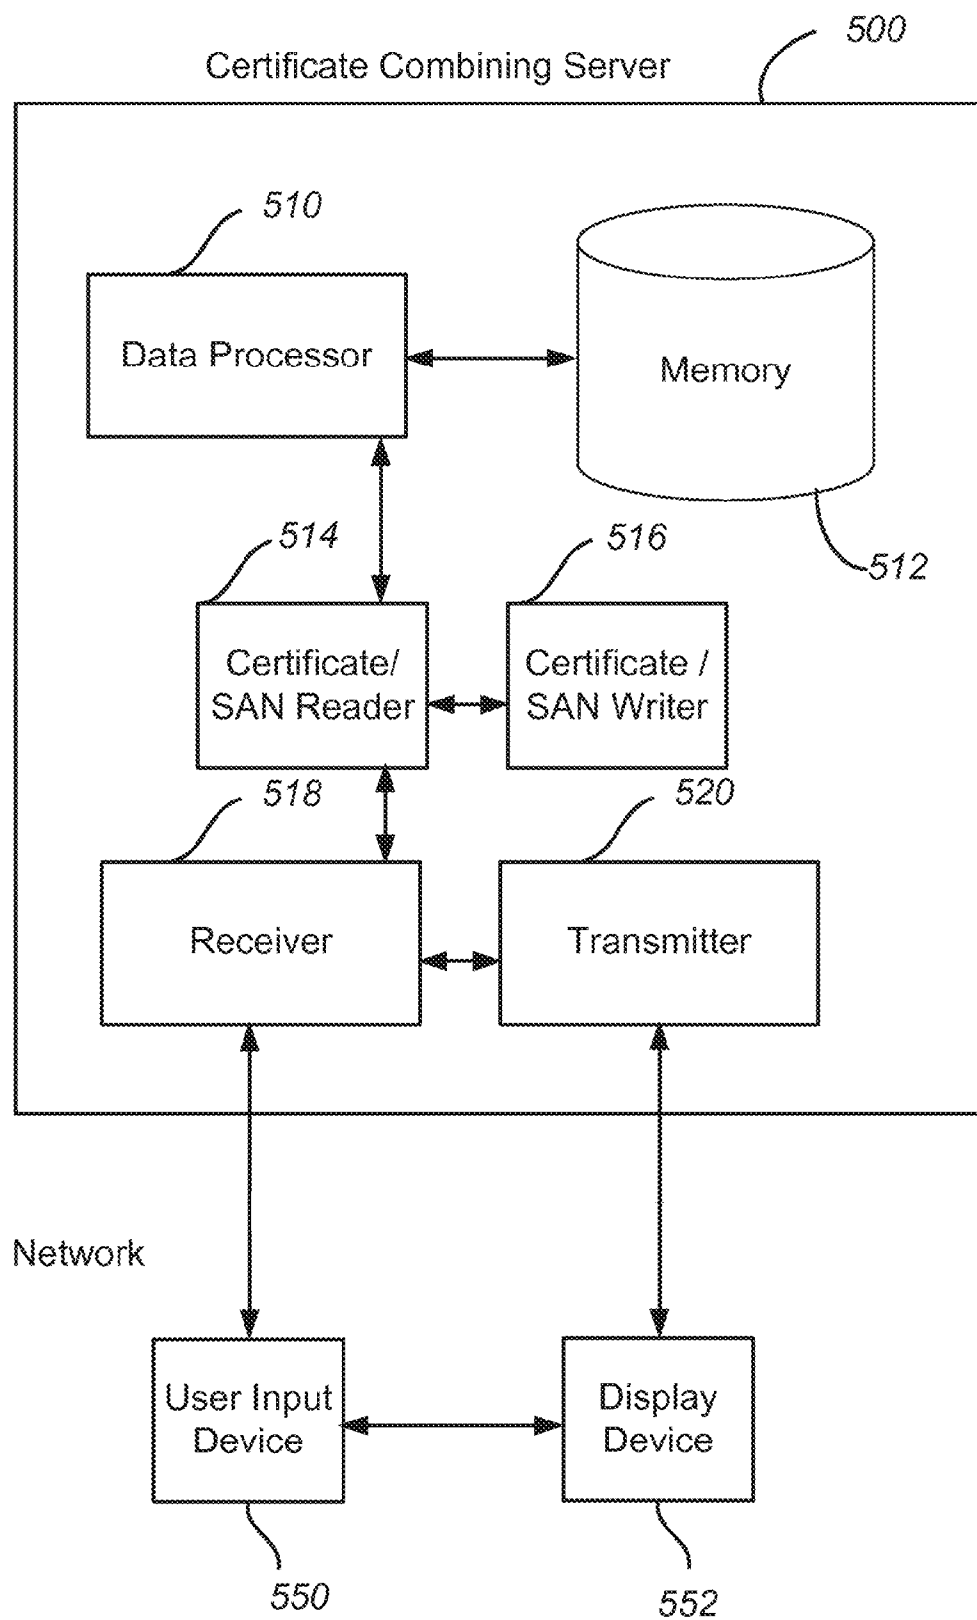 500
Certificate Combining Server
510
Data Processor
Memory
512
514
516
Certificate/
SAN Reader
Certificate /
SAN Writer
518
520
Receiver
Transmitter
Network
User Input
Device
Display
Device
550
552